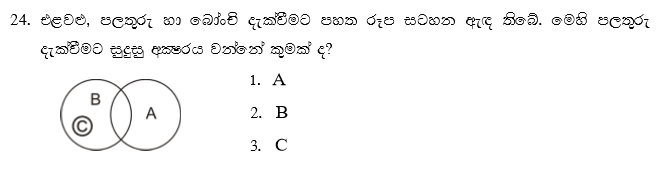 24. එළවළු, පලතුරු හා බෝංචි දැක්වීමට පහත රූප සටහන ඇඳ තිබේ. මෙහි පලතුරු
දැක්වීමට සුදුසු අක්‍ෂරය වන්නේ කුමක් ද?
1. A
B
A
2. B
C
3. C